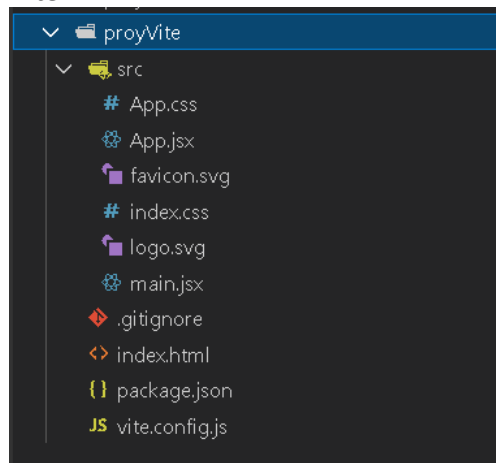 proyVite
src
# App.css
App.jsx
favicon.svg
# index.css
logo.svg
main.jsx
.gitignore
<> index.html
{} package.json
JS vite.config.js